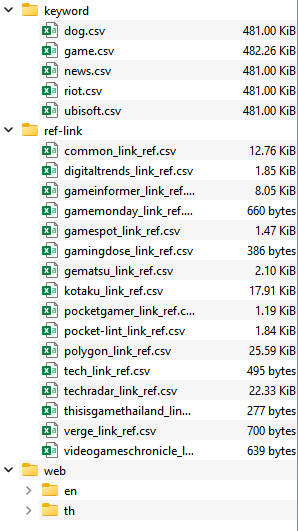 keyword
dog.csv 481.00 KiB
game.csv 482.26 KiB
news.csv 481.00 KiB
riot.csv 481.00 KiB
ubisoft.csv 481.00 KiB
ref-link
common_link_ref.csv 12.76 KiB
digitaltrends_link_ref.csv 1.85 KiB
gameinformer_link_ref.... 8.05 KiB
gamemonday_link_ref.csv 660 bytes
gamespot_link_ref.csv 1.47 KiB
gamingdose_link_ref.csv 386 bytes
gematsu_link_ref.csv 2.10 KiB
kotaku_link_ref.csv 17.91 KiB
pocketgamer_link_ref.c... 1.19 KiB
pocket-lint_link_ref.csv 1.84 KiB
polygon_link_ref.csv 25.59 KiB
tech_link_ref.csv 495 bytes
techradar_link_ref.csv 22.33 KiB
thisisgamethailand_lin... 277 bytes
verge_link_ref.csv 700 bytes
videogameschronicle_l... 639 bytes
web
en
th